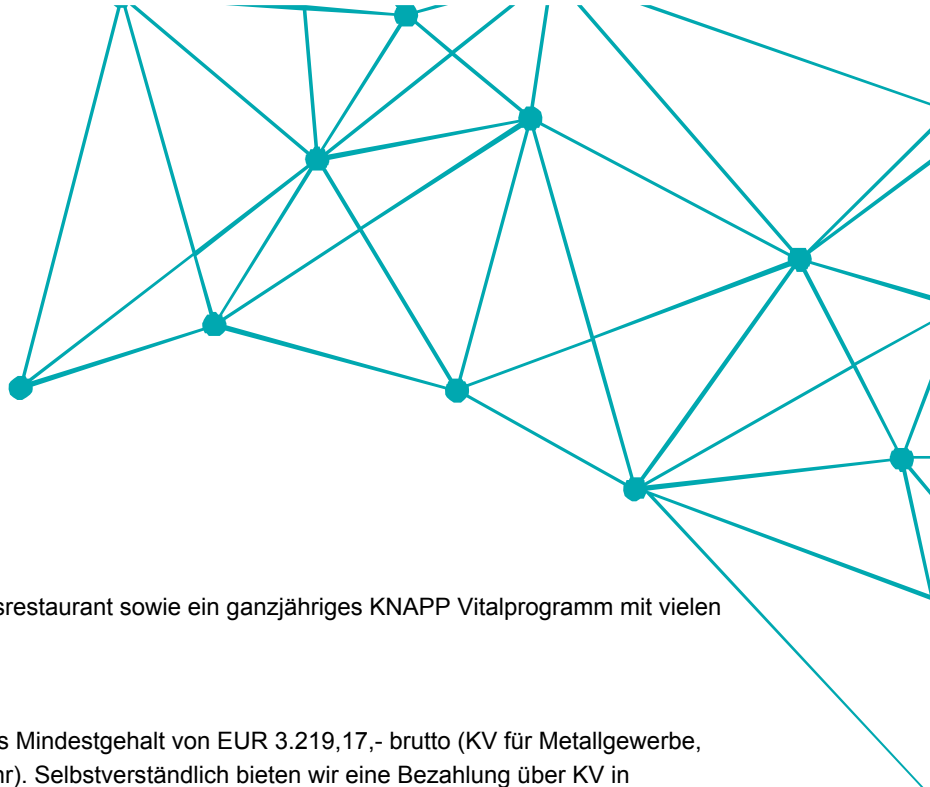 srestaurant sowie ein ganzjähriges KNAPP Vitalprogramm mit vielen
s Mindestgehalt von EUR 3.219,17,- brutto (KV für Metallgewerbe,
hr). Selbstverständlich bieten wir eine Bezahlung über KV in